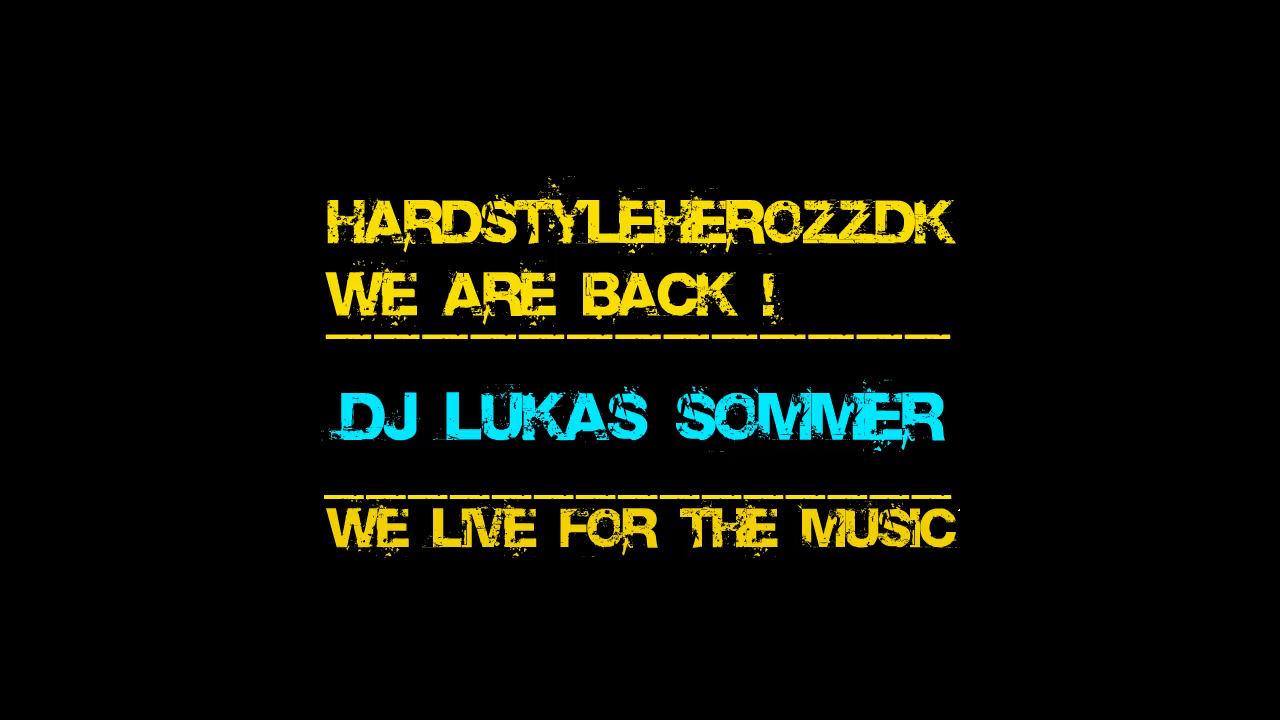 HARDSTYLEHEROZZDK
WE ARE BACK !
DJ LUKAS SOMMER
WE LIVE FOR THE MUSIC